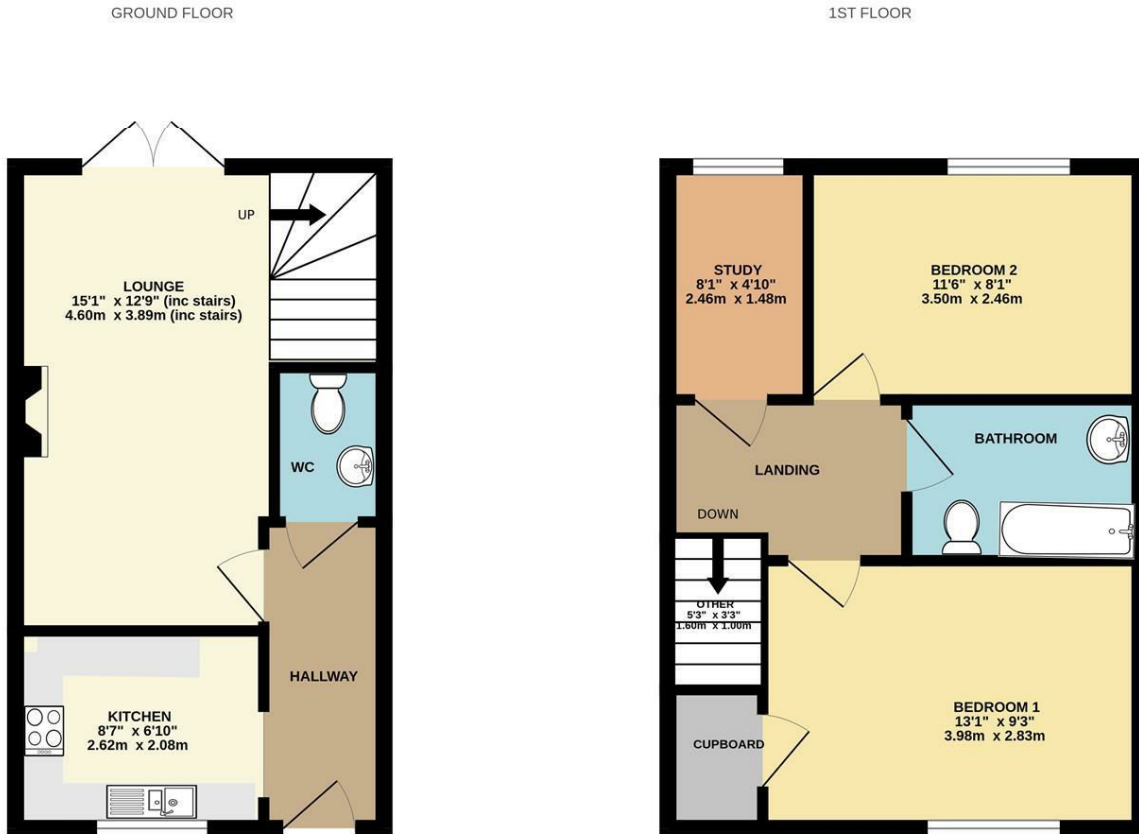 GROUND FLOOR
1ST FLOOR
UP
LOUNGE
15'1" x 12'9" (inc stairs)
4.60m x 3.89m (inc stairs)
WC
HALLWAY
KITCHEN
8'7" x 6'10"
2.62m x 2.08m
STUDY
8'1" x 4'10"
2.46m x 1.48m
BEDROOM 2
11'6" x 8'1"
3.50m x 2.46m
BATHROOM
LANDING
DOWN
OTHER
5'3" x 3'3"
1.60m x 1.00m
BEDROOM 1
13'1" x 9'3"
3.98m x 2.83m
CUPBOARD